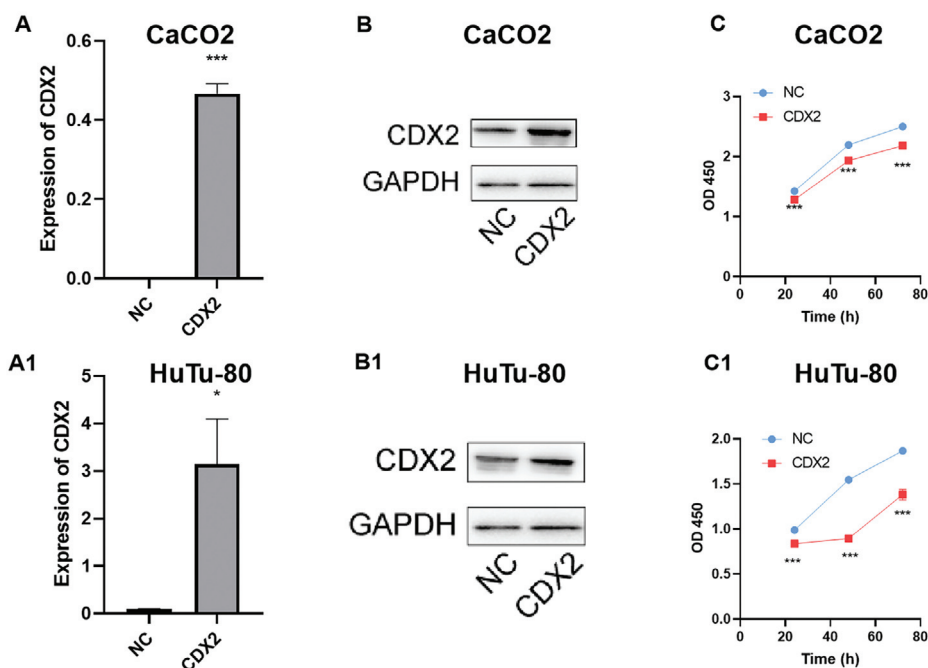 A
CaCO2
Expression of CDX2
0.6
0.4
0.2
0.0
***
NC
CDX2
B
CaCO2
CDX2
GAPDH
NC
CDX2
C
CaCO2
OD 450
3
2
1
0
NC
CDX2
***
***
***
0
20
40
60
80
Time (h)
A1
HuTu-80
Expression of CDX2
5
4
3
2
1
0
*
NC
CDX2
B1
HuTu-80
CDX2
GAPDH
NC
CDX2
C1
HuTu-80
OD 450
2.0
1.5
1.0
0.5
0.0
NC
CDX2
***
***
***
0
20
40
60
80
Time (h)